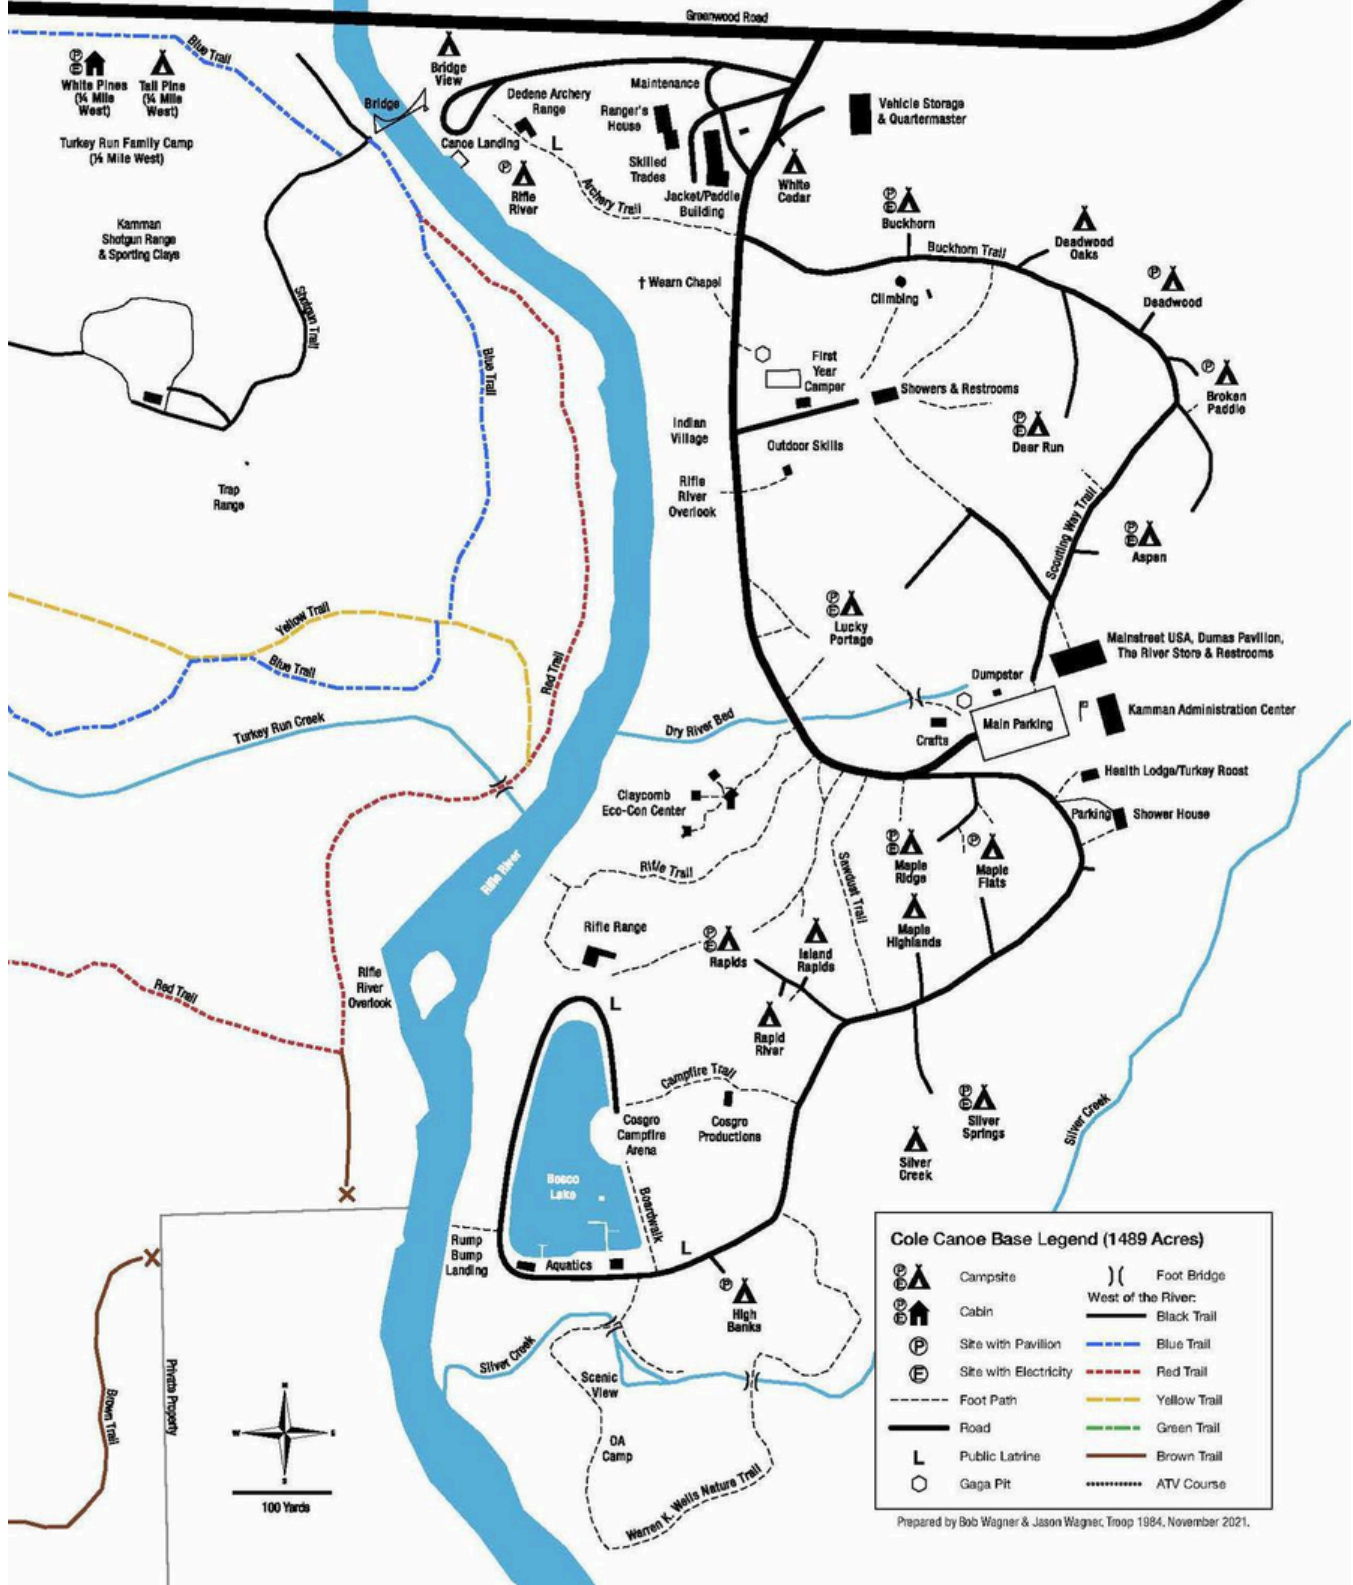 Greenwood Road
Blue Trail
White Pines
(¼ Mile
West)
Tall Pine
(¼ Mile
West)
Turkey Run Family Camp
(½ Mile West)
Bridge
Bridge
View
Canoe Landing
Dedene Archery
Range
L
P
Rifle
River
Archery Trail
Maintenance
Ranger's
House
Skilled
Trades
Jacket/Paddle
Building
Vehicle Storage
& Quartermaster
White
Cedar
P
E
Buckhorn
Buckhorn Trail
Deadwood
Oaks
P
Deadwood
Kamman
Shotgun Range
& Sporting Clays
Shotgun Trail
Trap
Range
Blue Trail
† Wearn Chapel
Climbing
First
Year
Camper
Showers & Restrooms
P
Broken
Paddle
Indian
Village
Outdoor Skills
P
E
Deer Run
Rifle
River
Overlook
Scouting Way Trail
P
E
Aspen
Yellow Trail
Blue Trail
Red Trail
P
E
Lucky
Portage
Mainstreet USA, Dumas Pavilion,
The River Store & Restrooms
Dumpster
Turkey Run Creek
Dry River Bed
Crafts
Main Parking
Kamman Administration Center
Claycomb
Eco-Con Center
Health Lodge/Turkey Roost
Parking
Shower House
Rifle River
Rifle Trail
Sawdust Trail
P
E
Maple
Ridge
P
Maple
Flats
Maple
Highlands
Rifle Range
P
E
Rapids
Island
Rapids
Rapid
River
Rifle
River
Overlook
Red Trail
L
Campfire Trail
Cosgro
Campfire
Arena
Cosgro
Productions
P
E
Silver
Springs
Silver
Creek
Silver Creek
Bosco
Lake
Boardwalk
Rump
Bump
Landing
Aquatics
L
P
High
Banks
Silver Creek
Scenic
View
OA
Camp
Warren K. Wells Nature Trail
Brown Trail
Private Property
N
W
E
S
100 Yards
Cole Canoe Base Legend (1489 Acres)
P
E
Campsite
Foot Bridge
P
E
Cabin
West of the River:
Black Trail
P
Site with Pavilion
Blue Trail
E
Site with Electricity
Red Trail
Foot Path
Yellow Trail
Road
Green Trail
L
Public Latrine
Brown Trail
Gaga Pit
ATV Course
Prepared by Bob Wagner & Jason Wagner, Troop 1984, November 2021.